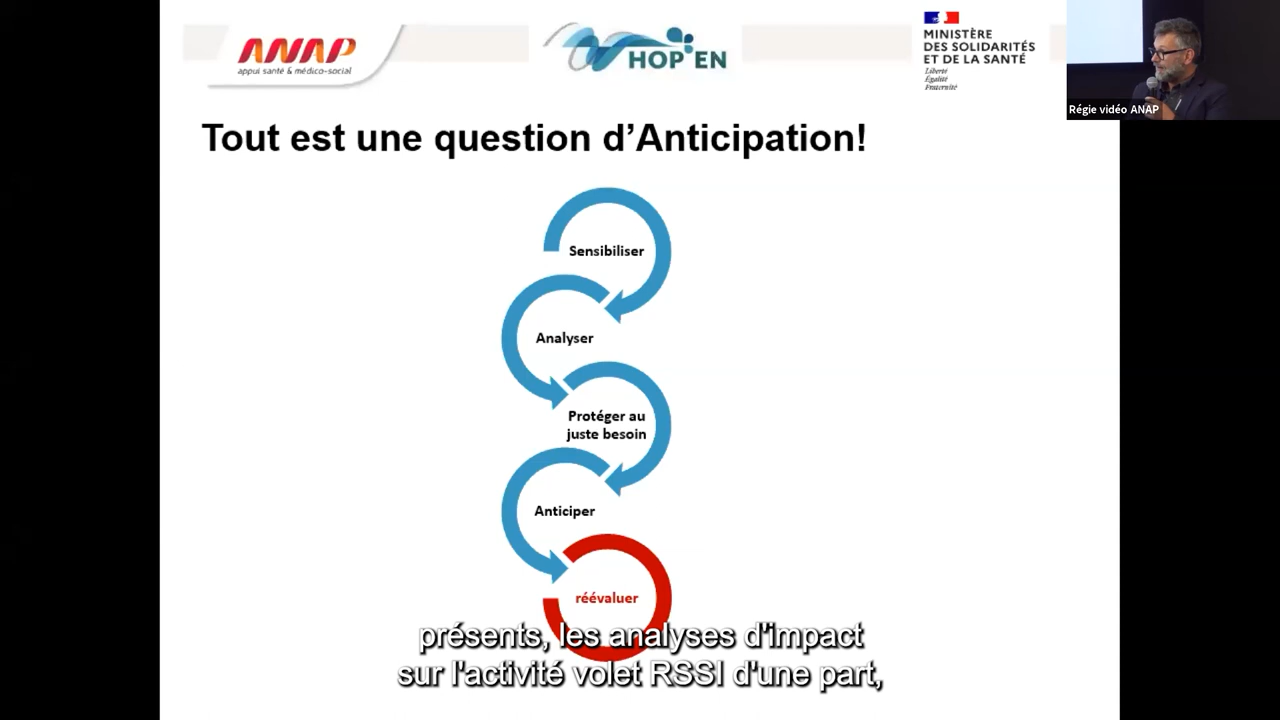 ANAP
appui santé & médico-social
HOP'EN
MINISTÈRE
DES SOLIDARITÉS
ET DE LA SANTÉ
Liberté
Égalité
Fraternité
Régie vidéo ANAP
Tout est une question d’Anticipation!
Sensibiliser
Analyser
Protéger au
juste besoin
Anticiper
réévaluer
présents, les analyses d'impact
sur l'activité volet RSSI d'une part,